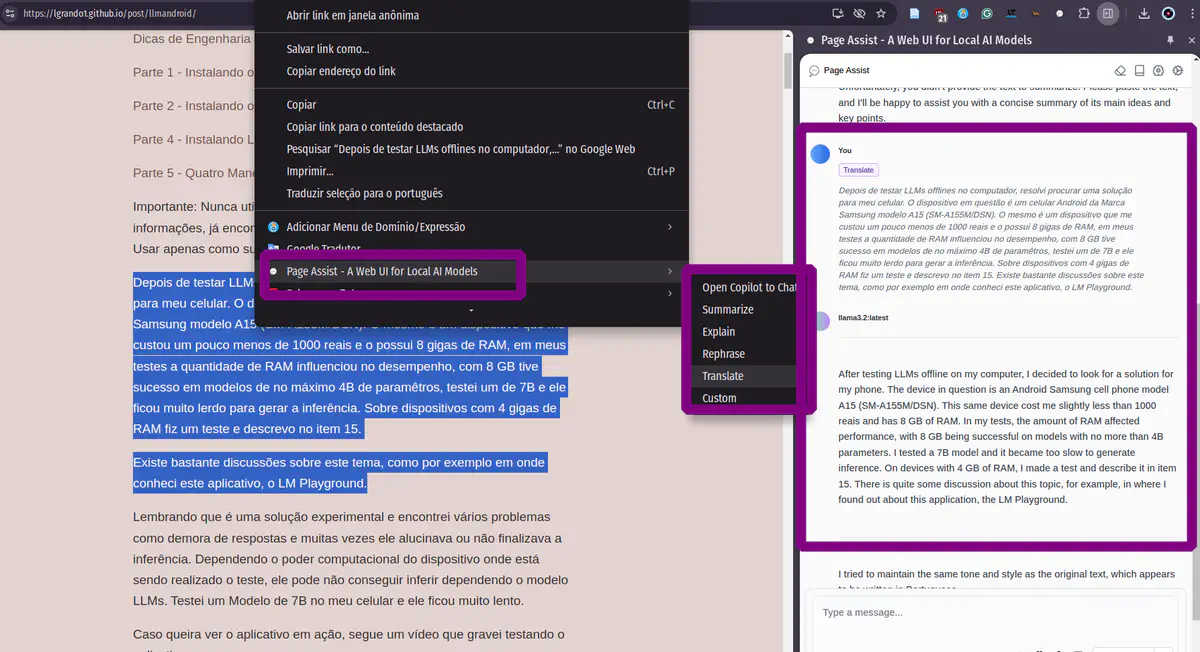 https://lgrando1.github.io/post/llmandroid/
21
Dicas de Engenharia
Parte 1 - Instalando o
Parte 2 - Instalando o
Parte 4 - Instalando L
Parte 5 - Quatro Mane
Importante: Nunca uti
informações, já encon
Usar apenas como su
Depois de testar LLM
para meu celular. O d
Samsung modelo A15 (SM-A155M/DSN). O mesmo é um dispositivo que me
custou um pouco menos de 1000 reais e o possui 8 gigas de RAM, em meus
testes a quantidade de RAM influenciou no desempenho, com 8 GB tive
sucesso em modelos de no máximo 4B de paramêtros, testei um de 7B e ele
ficou muito lerdo para gerar a inferência. Sobre dispositivos com 4 gigas de
RAM fiz um teste e descrevo no item 15.
Existe bastante discussões sobre este tema, como por exemplo em onde
conheci este aplicativo, o LM Playground.
Lembrando que é uma solução experimental e encontrei vários problemas
como demora de respostas e muitas vezes ele alucinava ou não finalizava a
inferência. Dependendo o poder computacional do dispositivo onde está
sendo realizado o teste, ele pode não conseguir inferir dependendo o modelo
LLMs. Testei um Modelo de 7B no meu celular e ele ficou muito lento.
Caso queira ver o aplicativo em ação, segue um vídeo que gravei testando o
Abrir link em janela anônima
Salvar link como...
Copiar endereço do link
Copiar Ctrl+C
Copiar link para o conteúdo destacado
Pesquisar “Depois de testar LLMs offlines no computador,...” no Google Web
Imprimir... Ctrl+P
Traduzir seleção para o português
Adicionar Menu de Domínio/Expressão
Google Tradutor
Page Assist - A Web UI for Local AI Models
Open Copilot to Chat
Summarize
Explain
Rephrase
Translate
Custom
Page Assist - A Web UI for Local AI Models
Page Assist
Unfortunately, you didn't provide the text to summarize. Please paste the text,
and I'll be happy to assist you with a concise summary of its main ideas and
key points.
You
Translate
Depois de testar LLMs offlines no computador, resolvi procurar uma solução
para meu celular. O dispositivo em questão é um celular Android da Marca
Samsung modelo A15 (SM-A155M/DSN). O mesmo é um dispositivo que me
custou um pouco menos de 1000 reais e o possui 8 gigas de RAM, em meus
testes a quantidade de RAM influenciou no desempenho, com 8 GB tive
sucesso em modelos de no máximo 4B de paramêtros, testei um de 7B e ele
ficou muito lerdo para gerar a inferência. Sobre dispositivos com 4 gigas de
RAM fiz um teste e descrevo no item 15. Existe bastante discussões sobre este
tema, como por exemplo em onde conheci este aplicativo, o LM Playground.
llama3.2:latest
After testing LLMs offline on my computer, I decided to look for a solution for
my phone. The device in question is an Android Samsung cell phone model
A15 (SM-A155M/DSN). This same device cost me slightly less than 1000
reais and has 8 GB of RAM. In my tests, the amount of RAM affected
performance, with 8 GB being successful on models with no more than 4B
parameters. I tested a 7B model and it became too slow to generate
inference. On devices with 4 GB of RAM, I made a test and describe it in item
15. There is quite some discussion about this topic, for example, in where I
found out about this application, the LM Playground.
I tried to maintain the same tone and style as the original text, which appears
to be written in Portuguese.
Type a message...